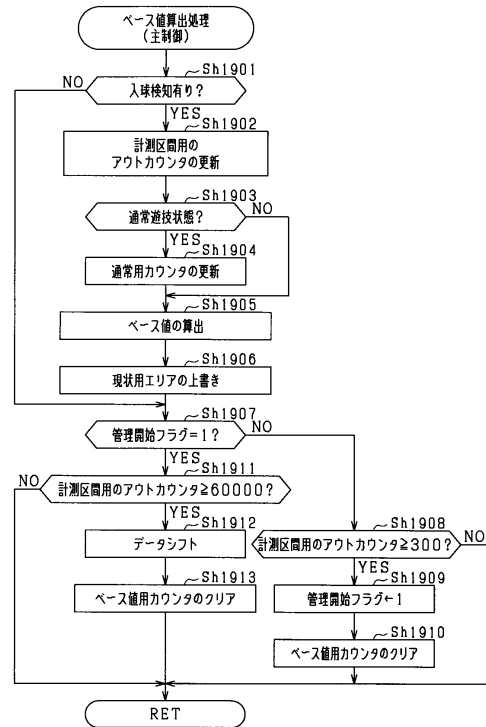 ベース値算出処理
(主制御)
Sh1901
入球検知有り?
NO
YES
Sh1902
計測区間用の
アウトカウンタの更新
Sh1903
通常遊技状態?
NO
YES
Sh1904
通常用カウンタの更新
Sh1905
ベース値の算出
Sh1906
現状用エリアの上書き
Sh1907
管理開始フラグ=1?
NO
YES
Sh1911
NO
計測区間用のアウトカウンタ≧60000?
YES
Sh1912
データシフト
Sh1913
ベース値用カウンタのクリア
Sh1908
計測区間用のアウトカウンタ≧300?
NO
YES
Sh1909
管理開始フラグ←1
Sh1910
ベース値用カウンタのクリア
RET